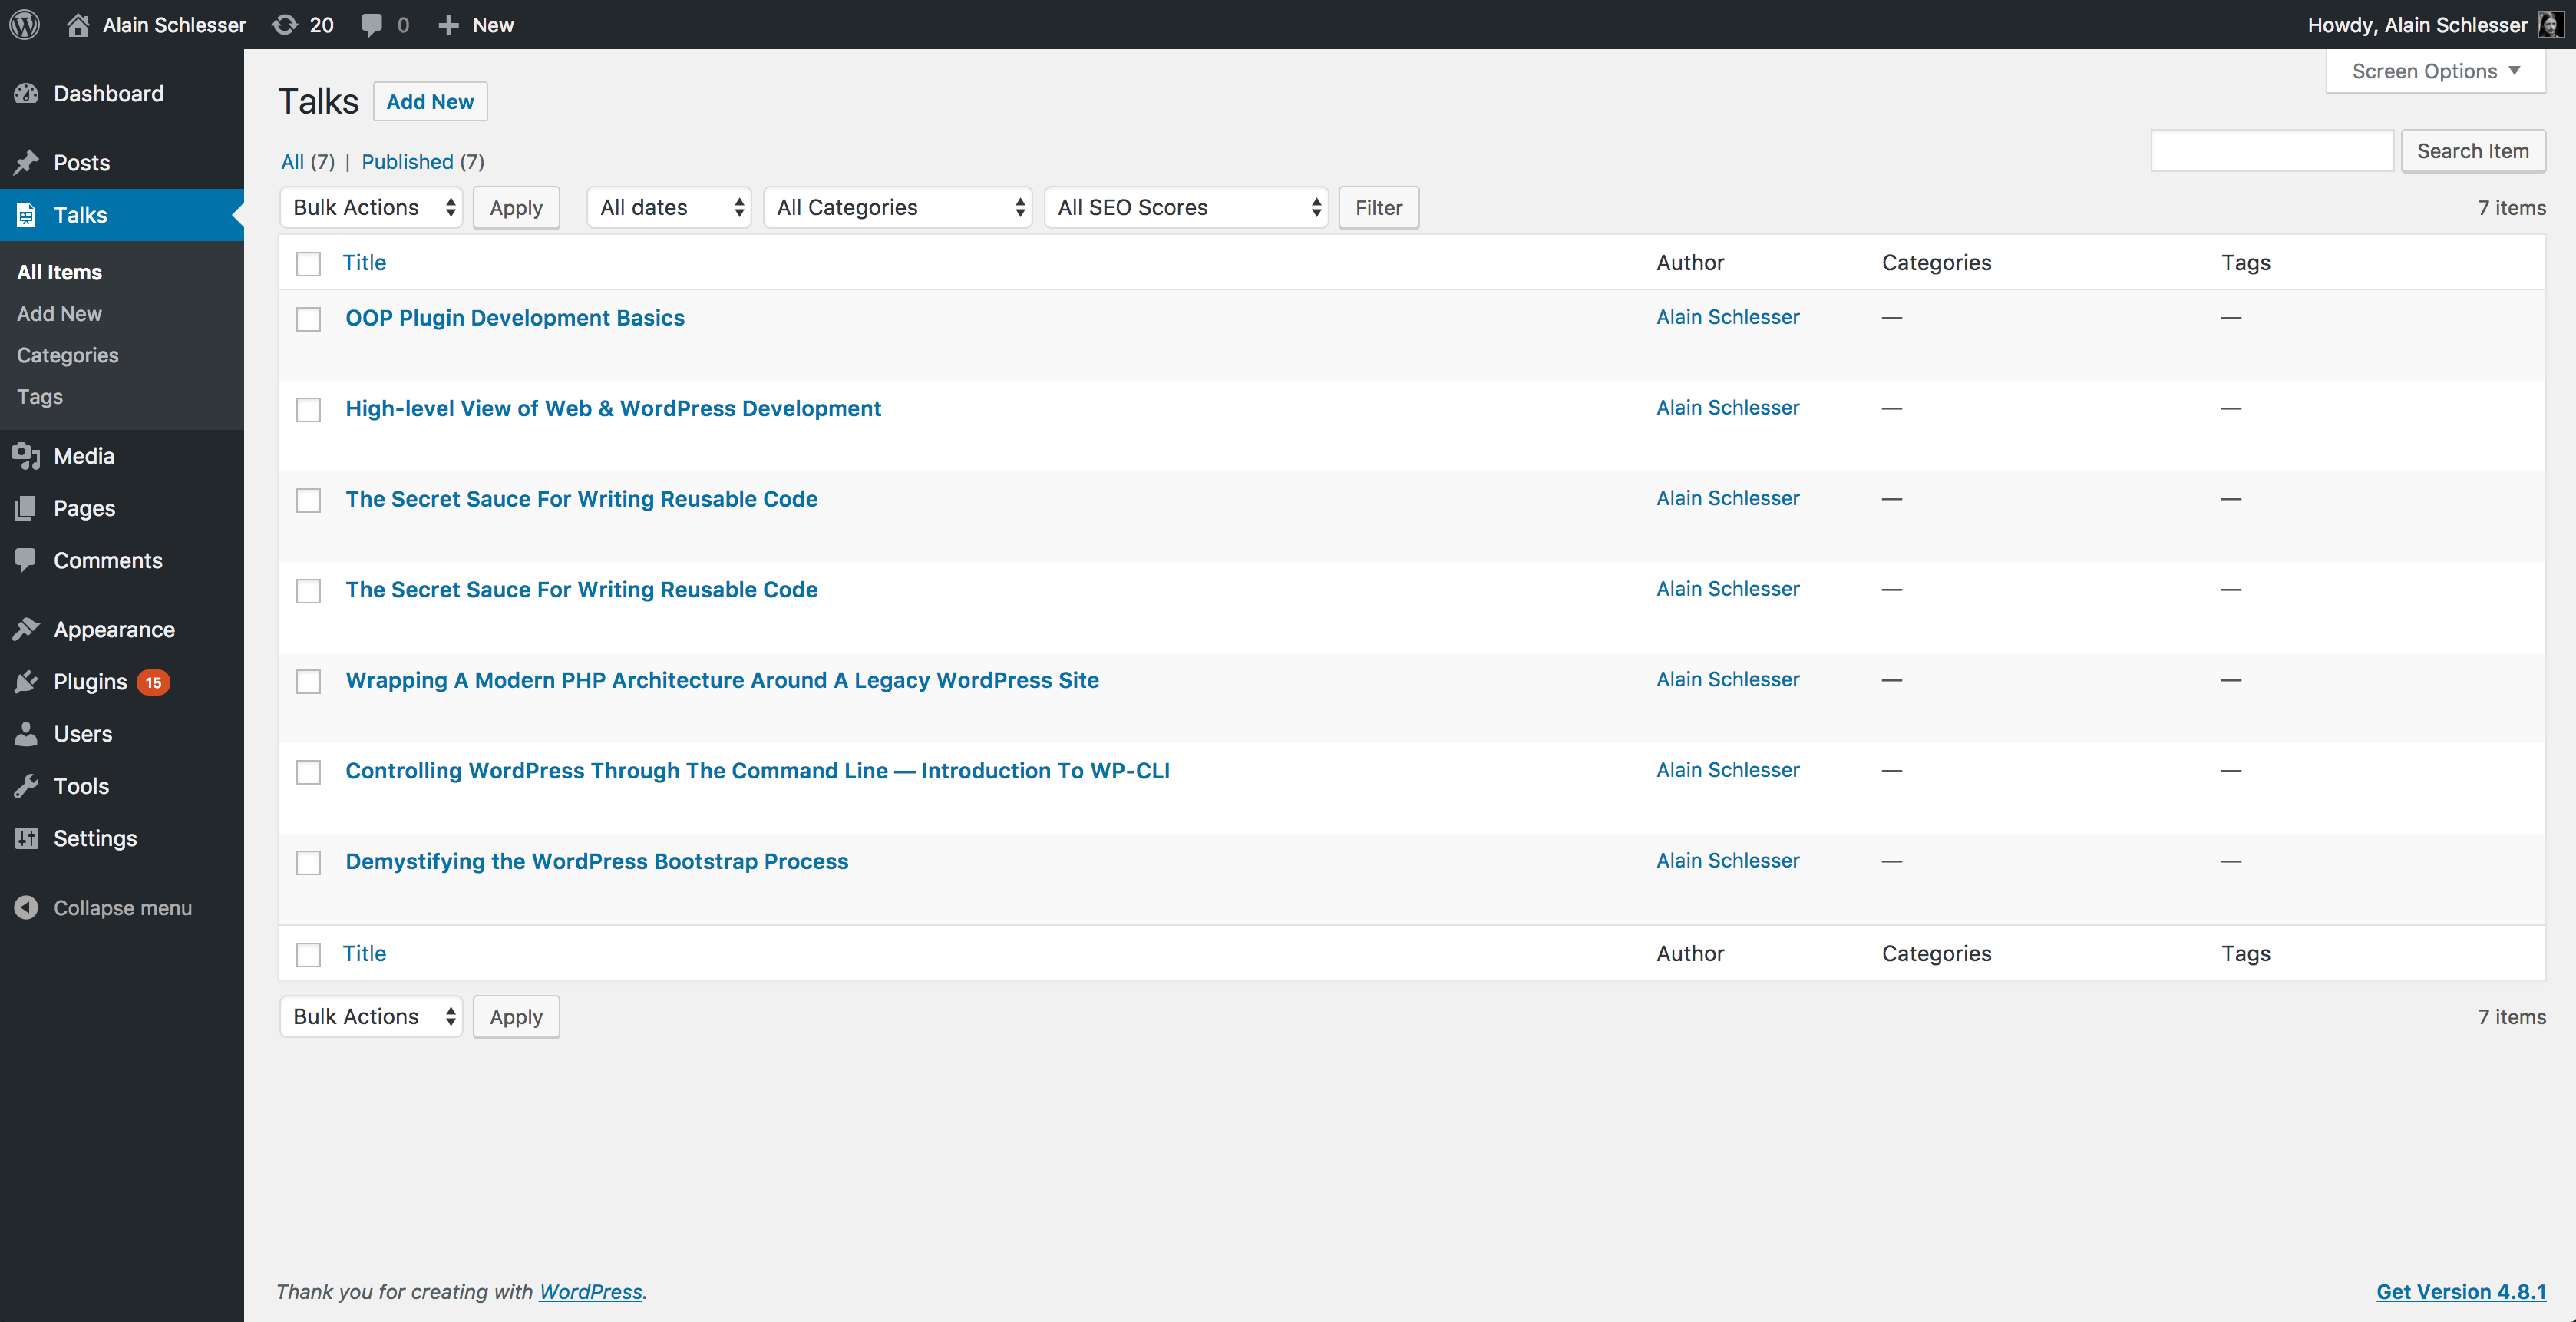 Alain Schlesser 20 0 New Howdy, Alain Schlesser
Dashboard
Posts
Talks
All Items
Add New
Categories
Tags
Media
Pages
Comments
Appearance
Plugins 15
Users
Tools
Settings
Collapse menu
Screen Options
Talks Add New
Search Item
All (7) | Published (7)
Bulk Actions Apply All dates All Categories All SEO Scores Filter 7 items
Title Author Categories Tags
OOP Plugin Development Basics Alain Schlesser — —
High-level View of Web & WordPress Development Alain Schlesser — —
The Secret Sauce For Writing Reusable Code Alain Schlesser — —
The Secret Sauce For Writing Reusable Code Alain Schlesser — —
Wrapping A Modern PHP Architecture Around A Legacy WordPress Site Alain Schlesser — —
Controlling WordPress Through The Command Line — Introduction To WP-CLI Alain Schlesser — —
Demystifying the WordPress Bootstrap Process Alain Schlesser — —
Title Author Categories Tags
Bulk Actions Apply 7 items
Thank you for creating with WordPress. Get Version 4.8.1